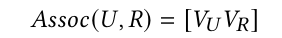 Assoc(U, R) = [V_U V_R]